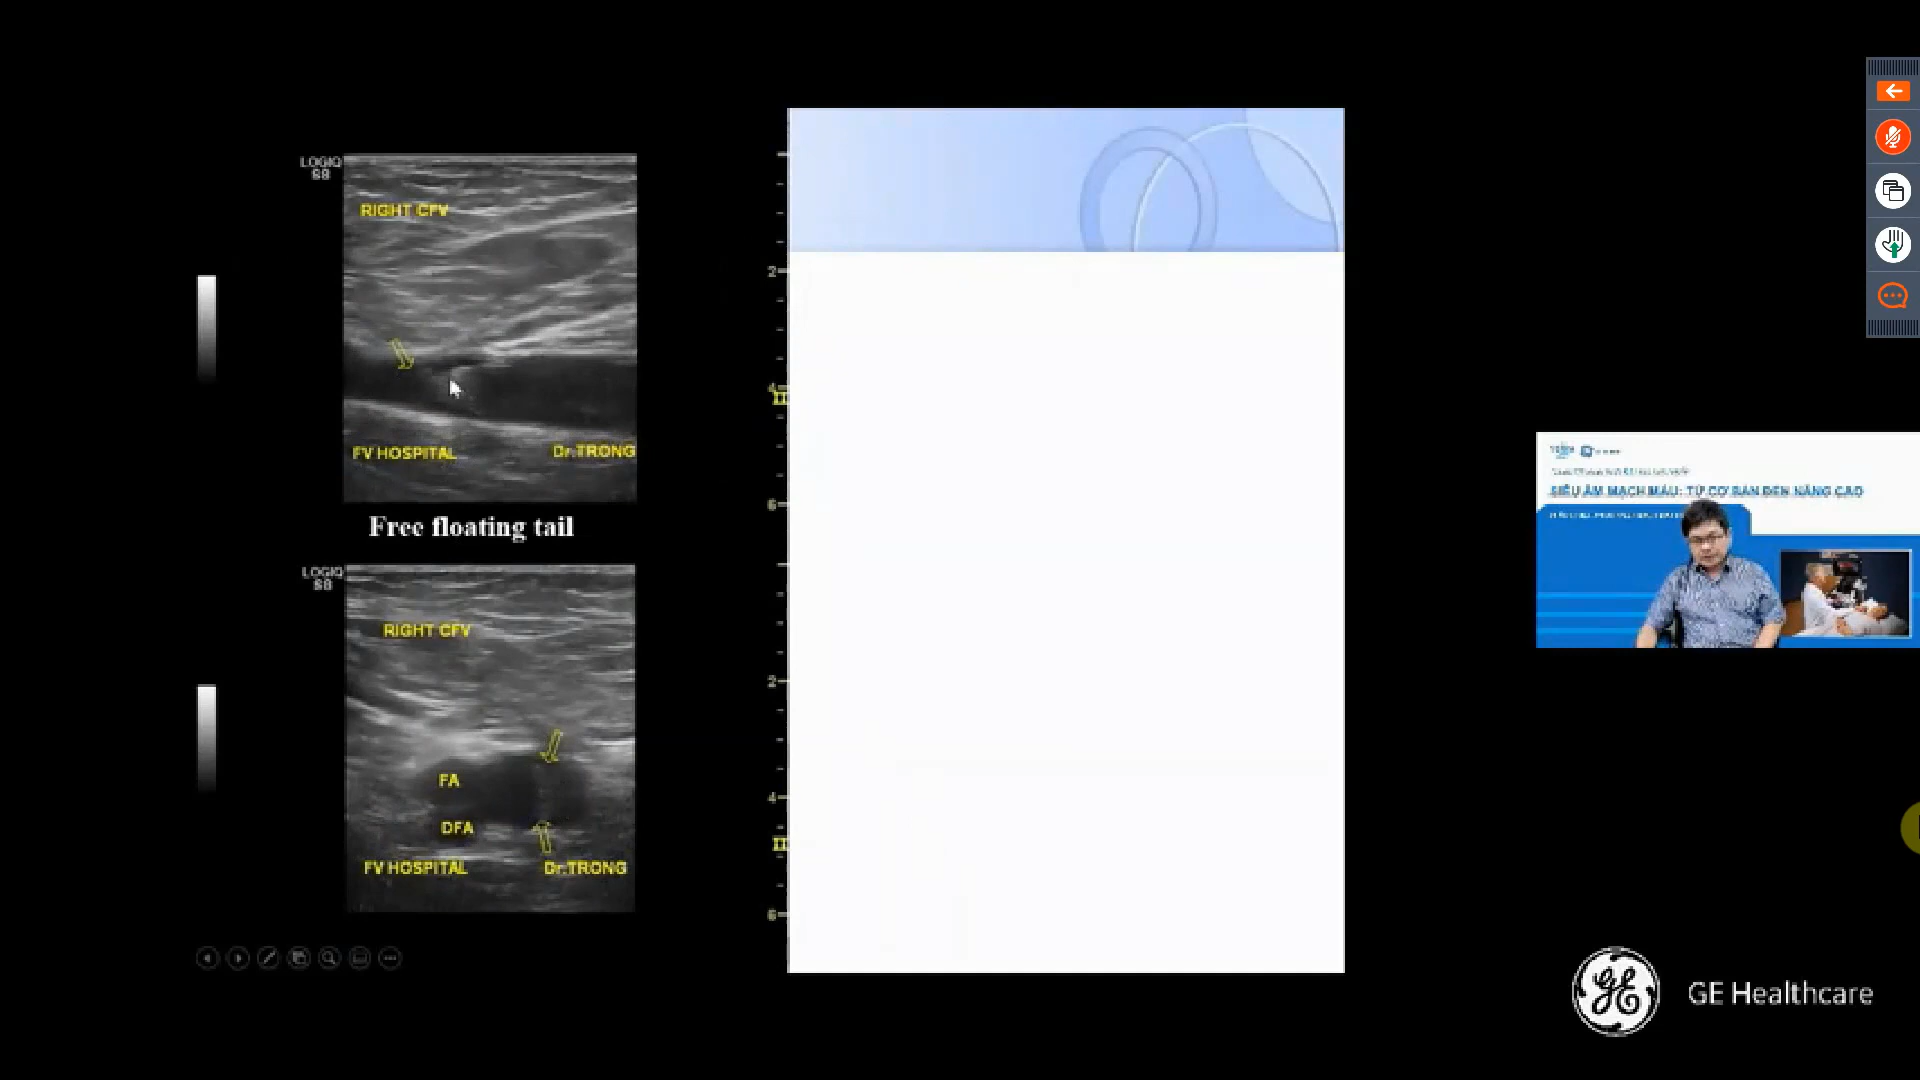 LOGIQ
S8
RIGHT CFV
FV HOSPITAL
Dr.TRONG
Free floating tail
LOGIQ
S8
RIGHT CFV
FA
DFA
FV HOSPITAL
Dr.TRONG
2
4
6
2
4
6
SIÊU ÂM MẠCH MÁU: TỪ CƠ BẢN ĐẾN NÂNG CAO
GE Healthcare